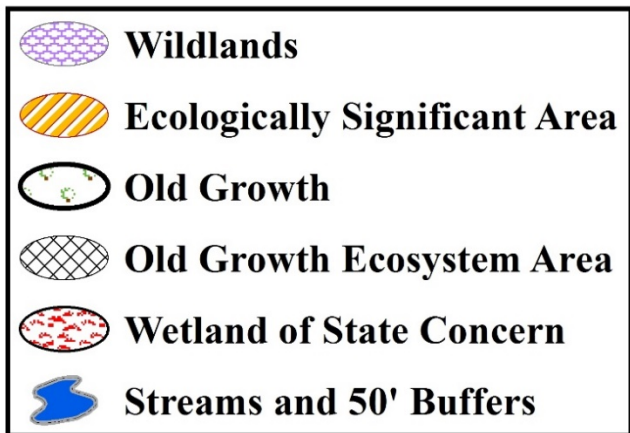 Wildlands
Ecologically Significant Area
Old Growth
Old Growth Ecosystem Area
Wetland of State Concern
Streams and 50' Buffers